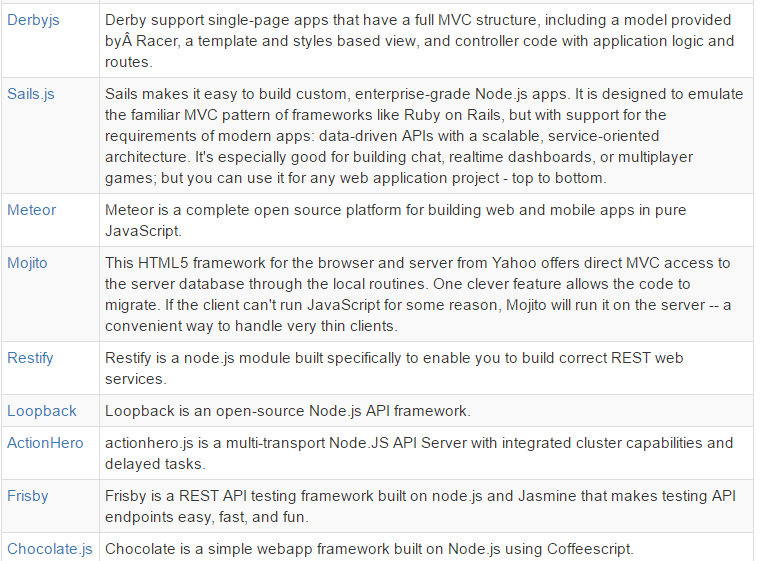 Derbyjs
Derby support single-page apps that have a full MVC structure, including a model provided
byÂ Racer, a template and styles based view, and controller code with application logic and
routes.
Sails.js
Sails makes it easy to build custom, enterprise-grade Node.js apps. It is designed to emulate
the familiar MVC pattern of frameworks like Ruby on Rails, but with support for the
requirements of modern apps: data-driven APIs with a scalable, service-oriented
architecture. It's especially good for building chat, realtime dashboards, or multiplayer
games; but you can use it for any web application project - top to bottom.
Meteor
Meteor is a complete open source platform for building web and mobile apps in pure
JavaScript.
Mojito
This HTML5 framework for the browser and server from Yahoo offers direct MVC access to
the server database through the local routines. One clever feature allows the code to
migrate. If the client can't run JavaScript for some reason, Mojito will run it on the server -- a
convenient way to handle very thin clients.
Restify
Restify is a node.js module built specifically to enable you to build correct REST web
services.
Loopback
Loopback is an open-source Node.js API framework.
ActionHero
actionhero.js is a multi-transport Node.JS API Server with integrated cluster capabilities and
delayed tasks.
Frisby
Frisby is a REST API testing framework built on node.js and Jasmine that makes testing API
endpoints easy, fast, and fun.
Chocolate.js
Chocolate is a simple webapp framework built on Node.js using Coffeescript.